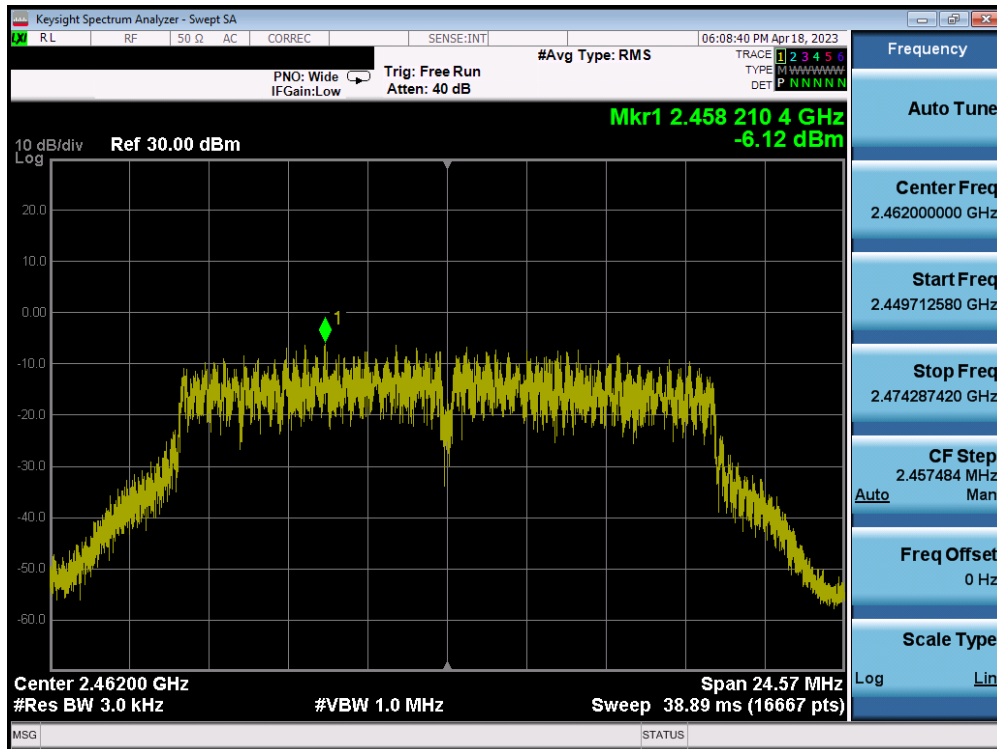 Keysight Spectrum Analyzer - Swept SA
LXI RL RF 50 Ω AC CORREC SENSE:INT 06:08:40 PM Apr 18, 2023
#Avg Type: RMS TRACE 1 2 3 4 5 6
PNO: Wide Trig: Free Run TYPE M WWWWW
IFGain:Low Atten: 40 dB DET P N N N N N
Mkr1 2.458 210 4 GHz
-6.12 dBm
10 dB/div Ref 30.00 dBm
Log
20.0
10.0
0.00
1
-10.0
-20.0
-30.0
-40.0
-50.0
-60.0
Center 2.46200 GHz Span 24.57 MHz
#Res BW 3.0 kHz #VBW 1.0 MHz Sweep 38.89 ms (16667 pts)
MSG STATUS
Frequency
Auto Tune
Center Freq
2.462000000 GHz
Start Freq
2.449712580 GHz
Stop Freq
2.474287420 GHz
CF Step
2.457484 MHz
Auto Man
Freq Offset
0 Hz
Scale Type
Log Lin